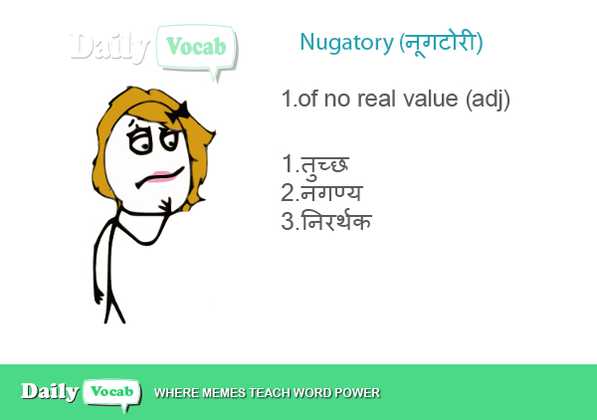 Daily Vocab
Nugatory (नूगटोरी)
1.of no real value (adj)
1.तुच्छ
2.नगण्य
3.निरर्थक
Daily Vocab WHERE MEMES TEACH WORD POWER